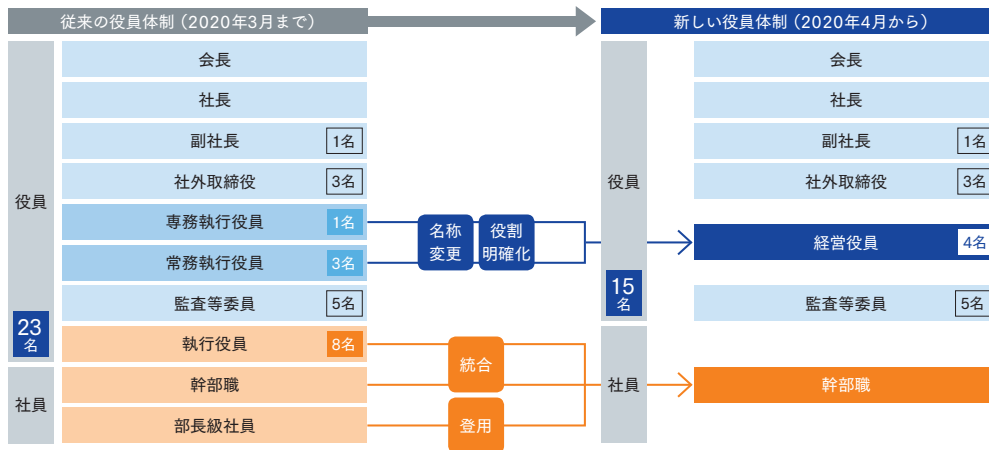 従来の役員体制（2020年3月まで）
新しい役員体制（2020年4月から）
役員
23
名
会長
社長
副社長 1名
社外取締役 3名
専務執行役員 1名
常務執行役員 3名
監査等委員 5名
執行役員 8名
社員
幹部職
部長級社員
名称
変更
役割
明確化
統合
登用
役員
15
名
会長
社長
副社長 1名
社外取締役 3名
経営役員 4名
監査等委員 5名
社員
幹部職